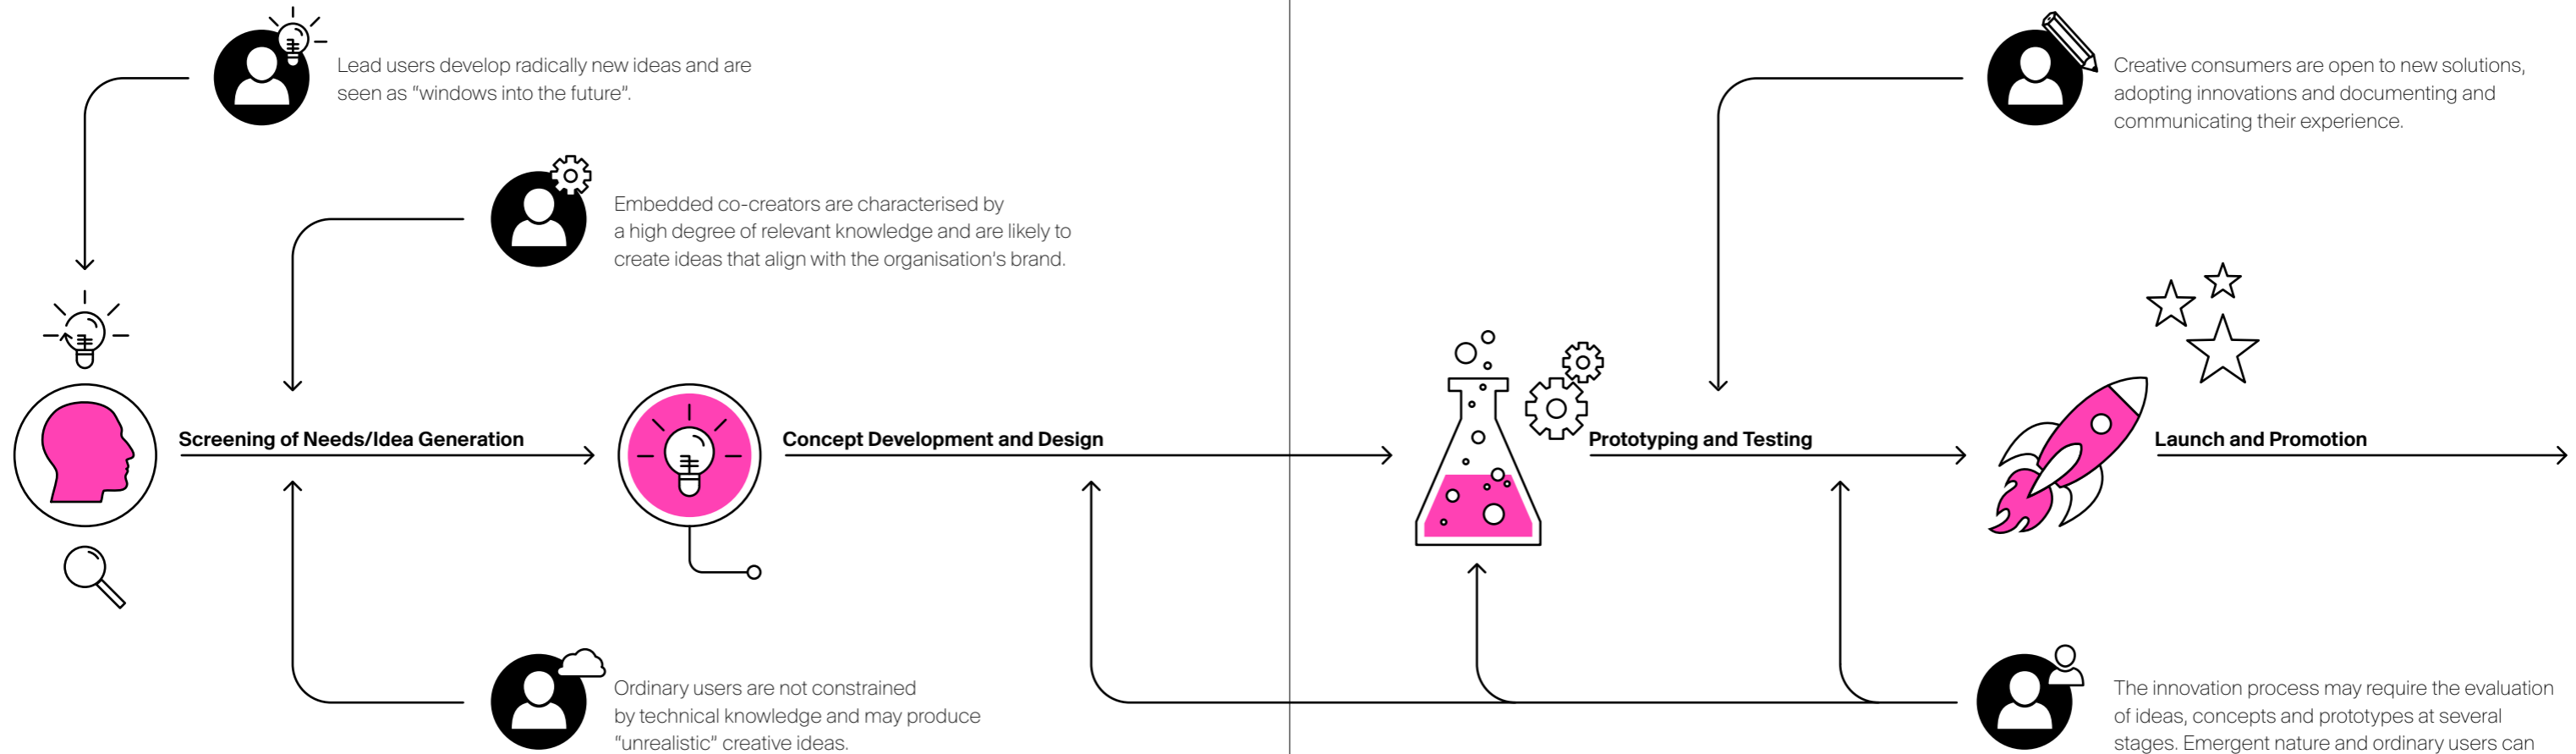 Lead users develop radically new ideas and are
seen as "windows into the future".
Creative consumers are open to new solutions,
adopting innovations and documenting and
communicating their experience.
Embedded co-creators are characterised by
a high degree of relevant knowledge and are likely to
create ideas that align with the organisation's brand.
Screening of Needs/Idea Generation
Concept Development and Design
Prototyping and Testing
Launch and Promotion
Ordinary users are not constrained
by technical knowledge and may produce
"unrealistic" creative ideas.
The innovation process may require the evaluation
of ideas, concepts and prototypes at several
stages. Emergent nature and ordinary users can